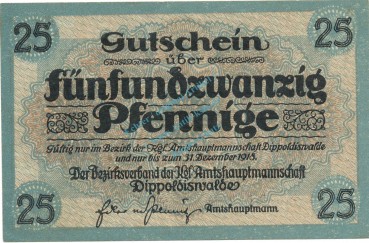 25 25
Gutschein
über
fünfundzwanzig
Pfennige
Gültig nur im Bezirk der Kgl. Amtshauptmannschaft
und nur bis zum 31. Dezember 1918.
Der Bezirksverband der Kgl. Amtshauptmannschaft
Dippoldiswalde
Amtshauptmann
25 25